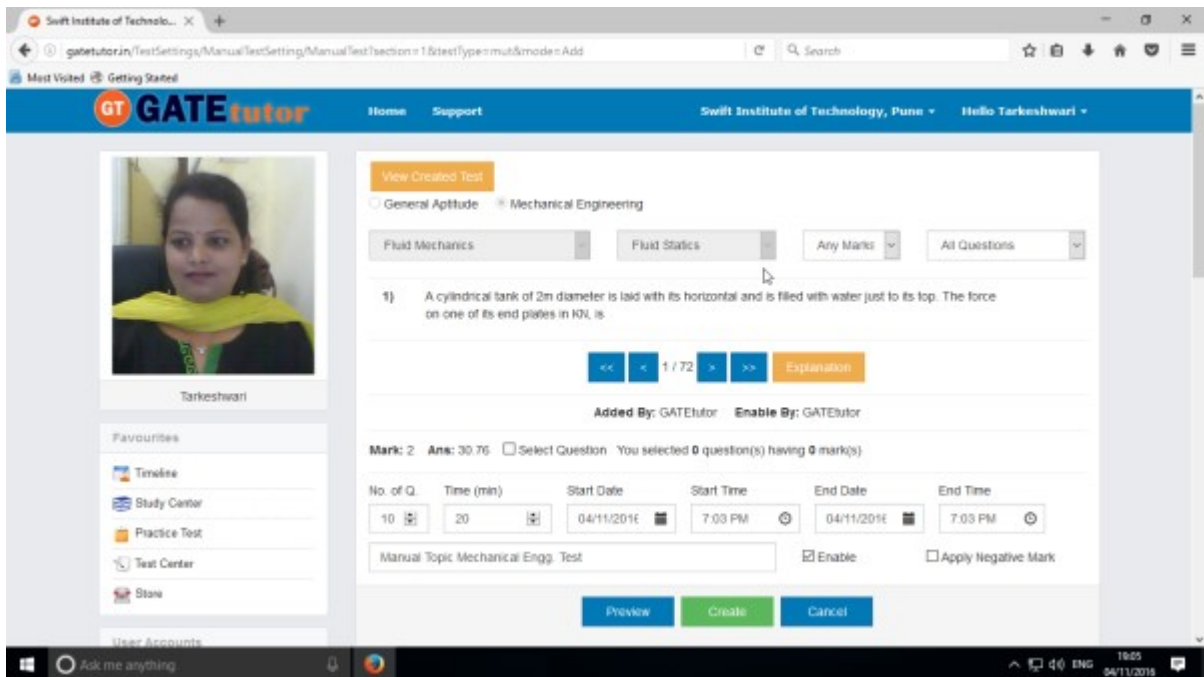 Swift Institute of Technolo...
gatetutor.in/TestSettings/ManualTestSetting/ManualTest?section=1&testType=mut&mode=Add
Search
Most Visited Getting Started
GT GATEtutor
Home Support Swift Institute of Technology, Pune Hello Tarkeshwari
View Created Test
General Aptitude Mechanical Engineering
Fluid Mechanics Fluid Statics Any Marks All Questions
1) A cylindrical tank of 2m diameter is laid with its horizontal and is filled with water just to its top. The force
on one of its end plates in KN, is
<< < 1 / 72 > >> Explanation
Added By: GATEtutor Enable By: GATEtutor
Mark: 2 Ans: 30.76 Select Question You selected 0 question(s) having 0 mark(s)
No. of Q. Time (min) Start Date Start Time End Date End Time
10 20 04/11/2016 7:03 PM 04/11/2016 7:03 PM
Manual Topic Mechanical Engg. Test Enable Apply Negative Mark
Preview Create Cancel
Tarkeshwari
Favourites
Timeline
Study Center
Practice Test
Test Center
Store
User Accounts
Ask me anything
ENG
19:05
04/11/2016